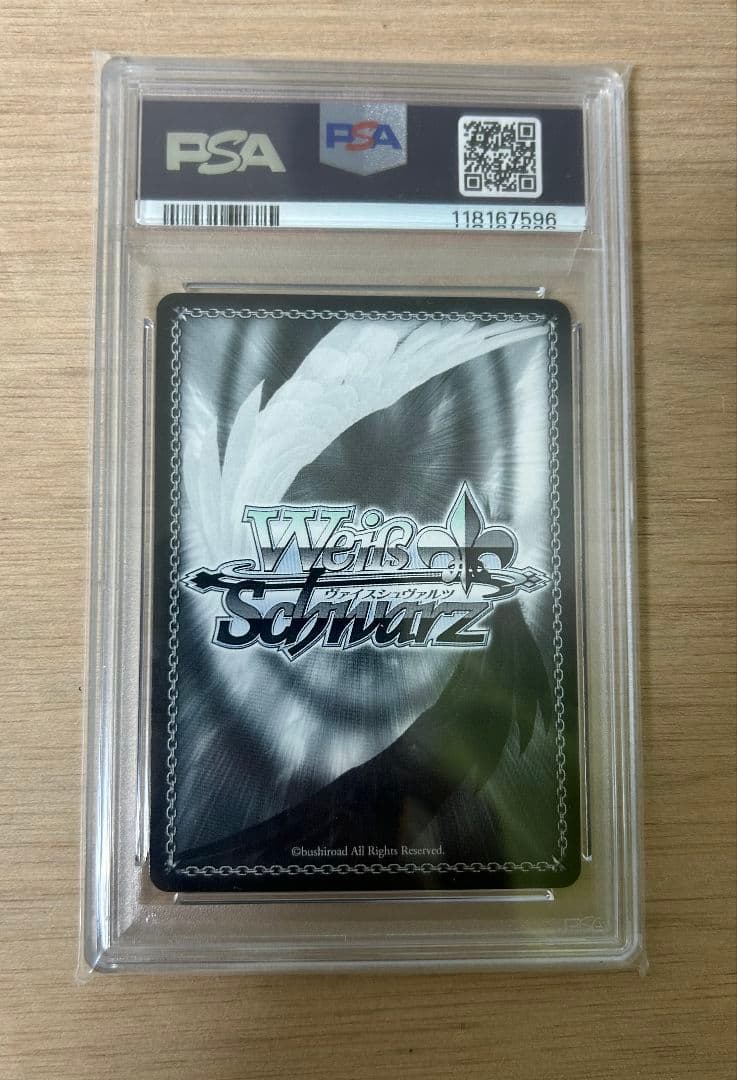 PSA
PSA
118167596
Weiß
ヴァイスシュヴァルツ
Schwarz
©bushiroad All Rights Reserved.
PSA